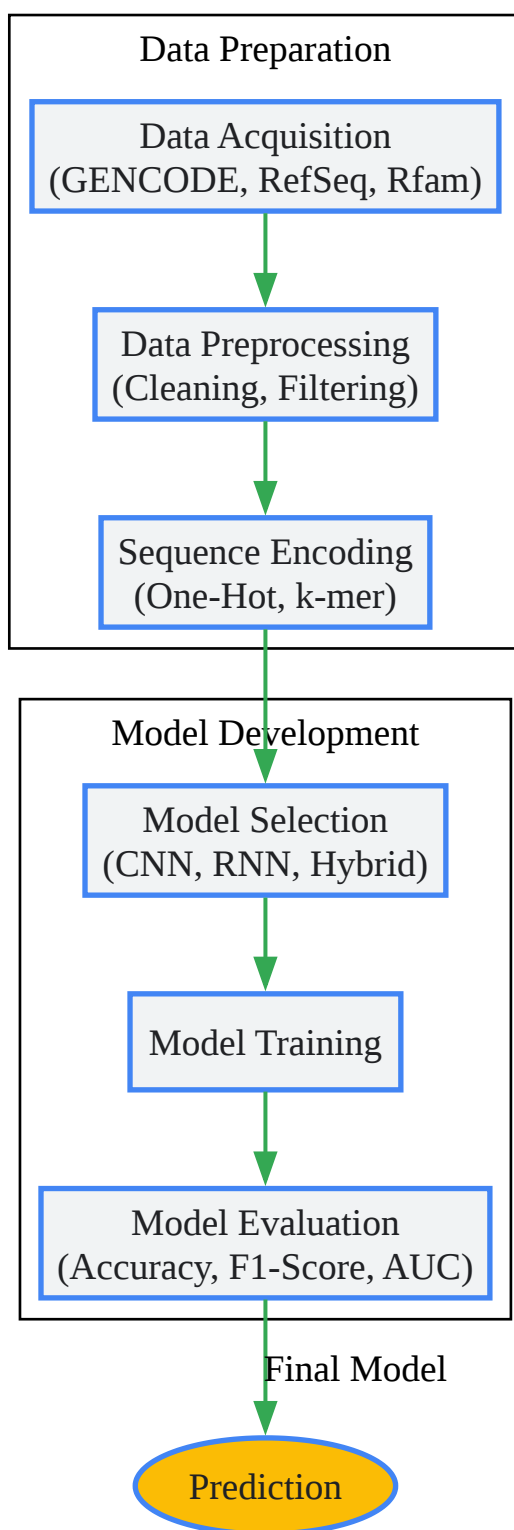 Data Preparation
Data Acquisition
(GENCODE, RefSeq, Rfam)
Data Preprocessing
(Cleaning, Filtering)
Sequence Encoding
(One-Hot, k-mer)
Model Development
Model Selection
(CNN, RNN, Hybrid)
Model Training
Model Evaluation
(Accuracy, F1-Score, AUC)
Final Model
Prediction